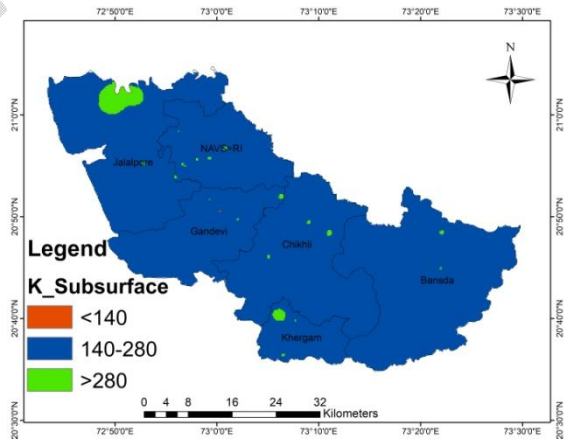 72°50'0"E 73°0'0"E 73°10'0"E 73°20'0"E 73°30'0"E
N
21°0'0"N 21°0'0"N
NAVSARI
Jalalpore
20°50'0"N 20°50'0"N
Gandevi
Chikhli
Legend
Bansda
K_Subsurface
<140
20°40'0"N 20°40'0"N
140-280
Khergam
>280
0 4 8 16 24 32
Kilometers
20°30'0"N 20°30'0"N
72°50'0"E 73°0'0"E 73°10'0"E 73°20'0"E 73°30'0"E